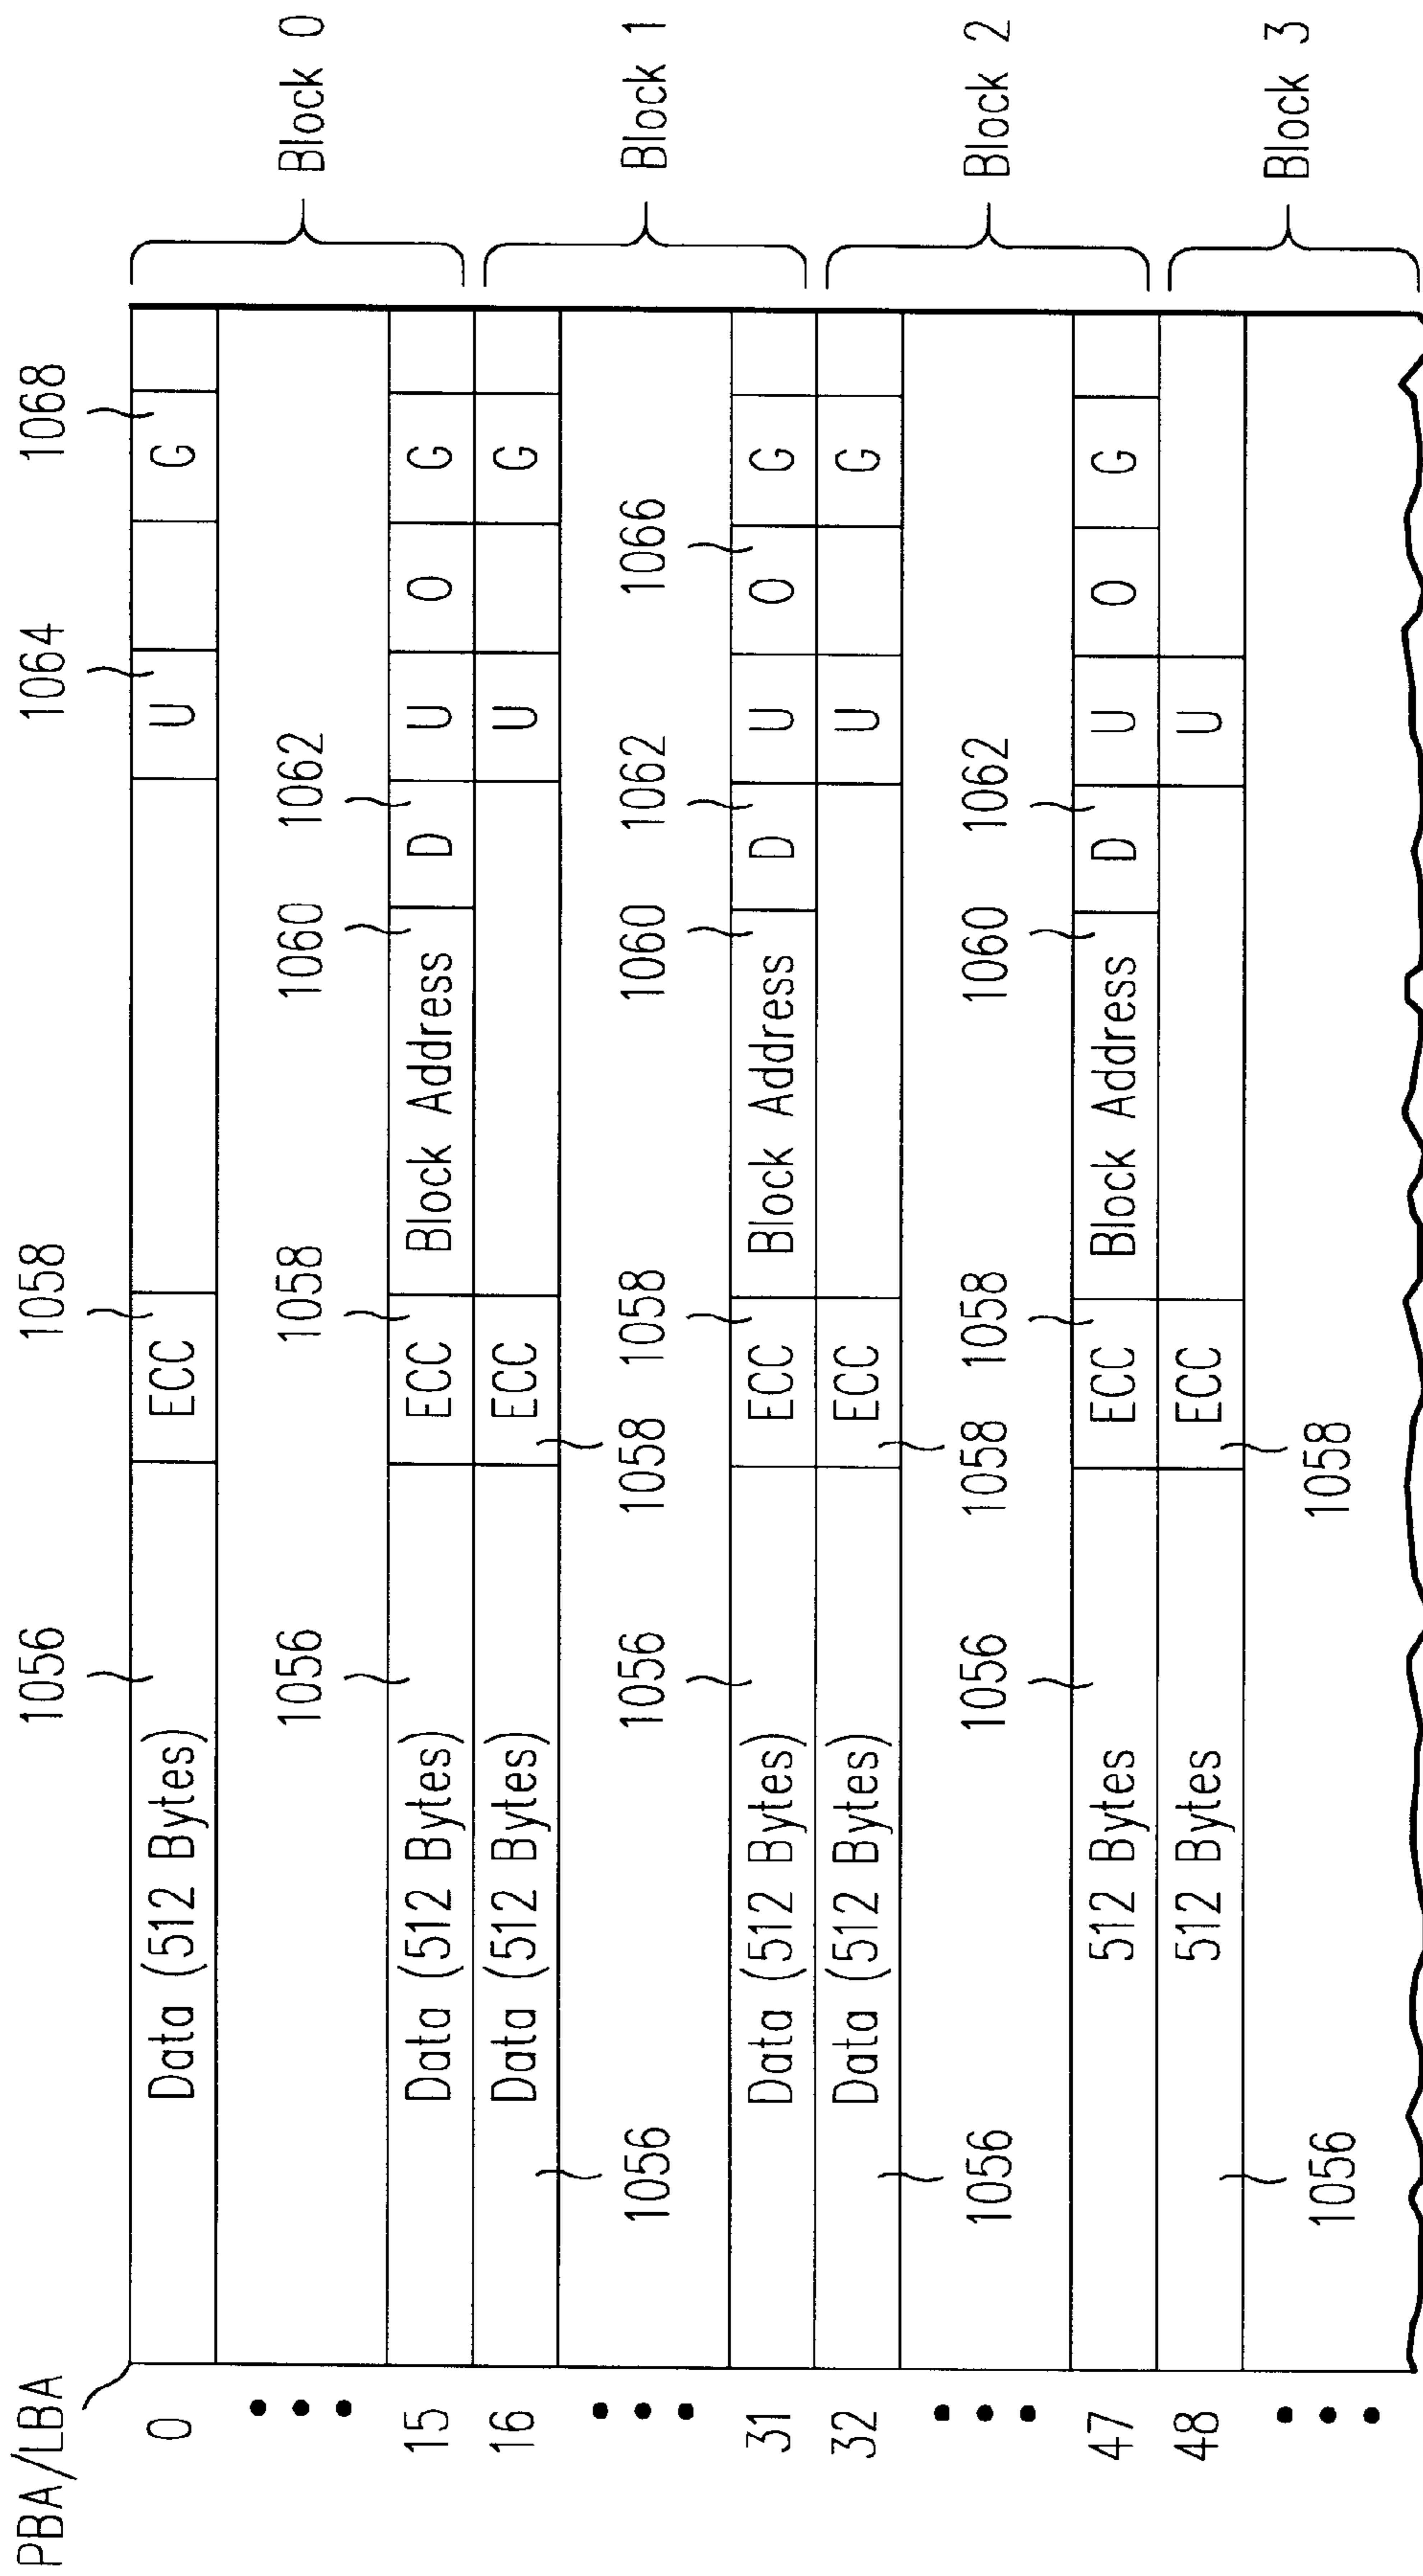 1056 1058 1064 1068
PBA/LBA
0 Data (512 Bytes) ECC U G
Block 0
1056 1058 1060 1062
15 Data (512 Bytes) ECC Block Address D U O G
16 Data (512 Bytes) ECC U G
Block 1
1056 1058
1056 1058 1060 1062 1066
31 Data (512 Bytes) ECC Block Address D U O G
32 Data (512 Bytes) ECC U G
Block 2
1056 1058
1056 1058 1060 1062
47 512 Bytes ECC Block Address D U O G
48 512 Bytes ECC U
Block 3
1056 1058